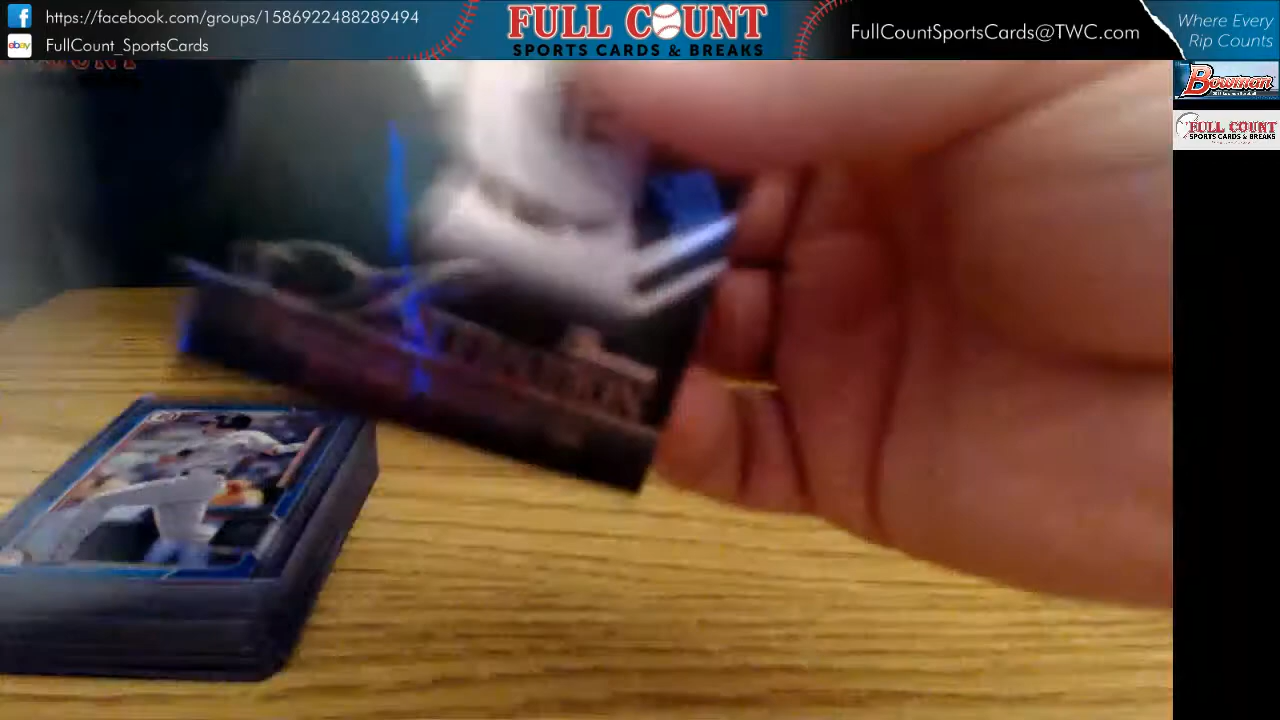 https://facebook.com/groups/1586922488289494
FullCount_SportsCards
FULL COUNT
SPORTS CARDS & BREAKS
FullCountSportsCards@TWC.com
Where Every
Rip Counts
Bowman
FULL COUNT
SPORTS CARDS & BREAKS
ebay